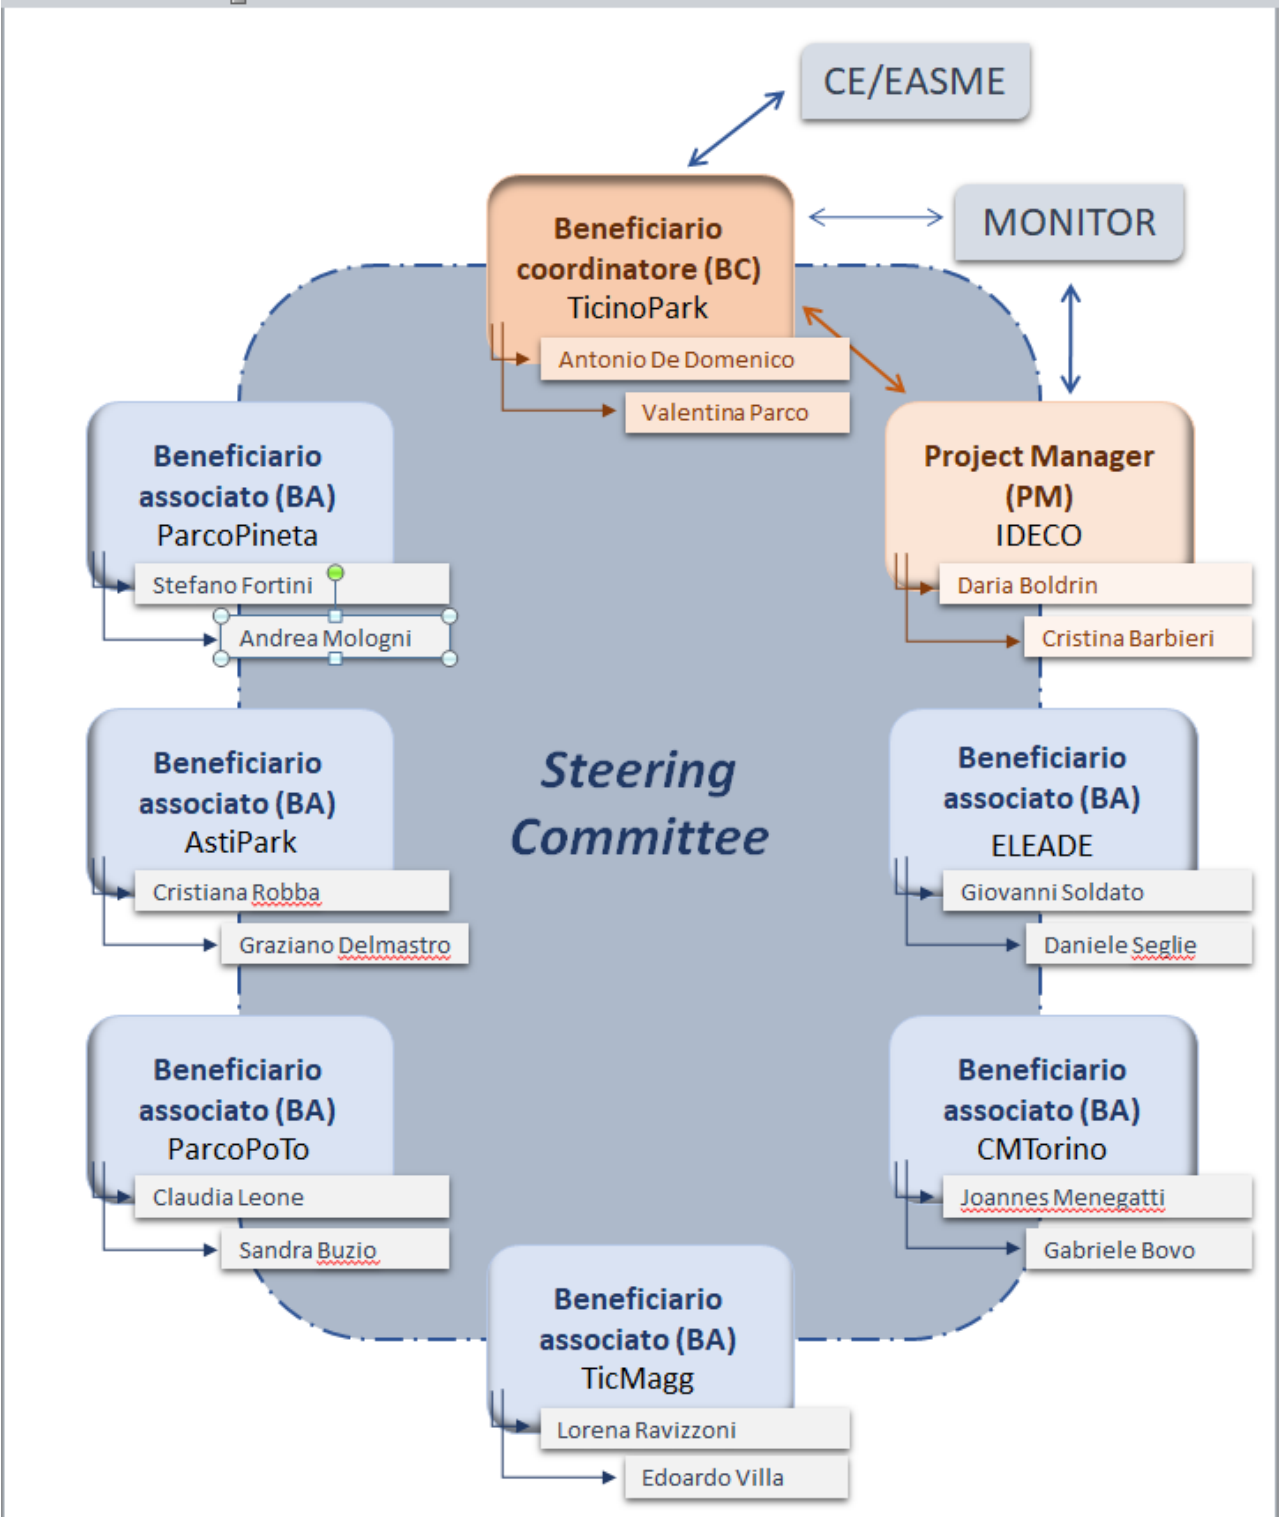 CE/EASME
MONITOR
Beneficiario
coordinatore (BC)
TicinoPark
Antonio De Domenico
Valentina Parco
Beneficiario
associato (BA)
ParcoPineta
Stefano Fortini
Andrea Mologni
Project Manager
(PM)
IDECO
Daria Boldrin
Cristina Barbieri
Steering
Committee
Beneficiario
associato (BA)
AstiPark
Cristiana Robba
Graziano Delmastro
Beneficiario
associato (BA)
ELEADE
Giovanni Soldato
Daniele Seglie
Beneficiario
associato (BA)
ParcoPoTo
Claudia Leone
Sandra Buzio
Beneficiario
associato (BA)
CMTorino
Joannes Menegatti
Gabriele Bovo
Beneficiario
associato (BA)
TicMagg
Lorena Ravizzoni
Edoardo Villa